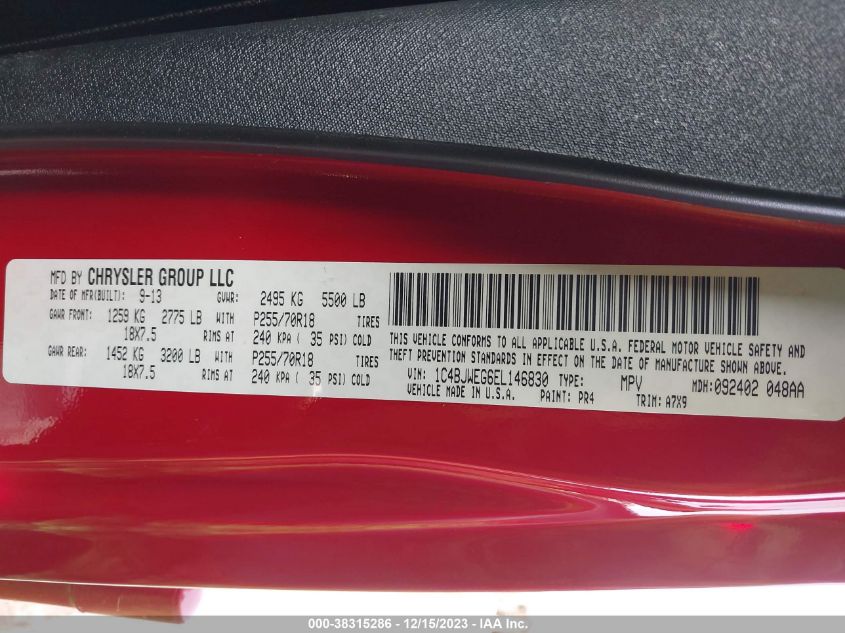 MFD BY CHRYSLER GROUP LLC
DATE OF MFR(BUILT): 9-13 GVWR: 2495 KG 5500 LB
GAWR FRONT: 1259 KG 2775 LB WITH P255/70R18 TIRES
18X7.5 RIMS AT 240 KPA ( 35 PSI) COLD
GAWR REAR: 1452 KG 3200 LB WITH P255/70R18 TIRES
18X7.5 RIMS AT 240 KPA ( 35 PSI) COLD
THIS VEHICLE CONFORMS TO ALL APPLICABLE U.S.A. FEDERAL MOTOR VEHICLE SAFETY AND
THEFT PREVENTION STANDARDS IN EFFECT ON THE DATE OF MANUFACTURE SHOWN ABOVE.
VIN: 1C4BJWEG6EL146830 TYPE: MPV MDH:092402 048AA
VEHICLE MADE IN U.S.A. PAINT: PR4 TRIM: A7X9
000-38315286 - 12/15/2023 - IAA Inc.